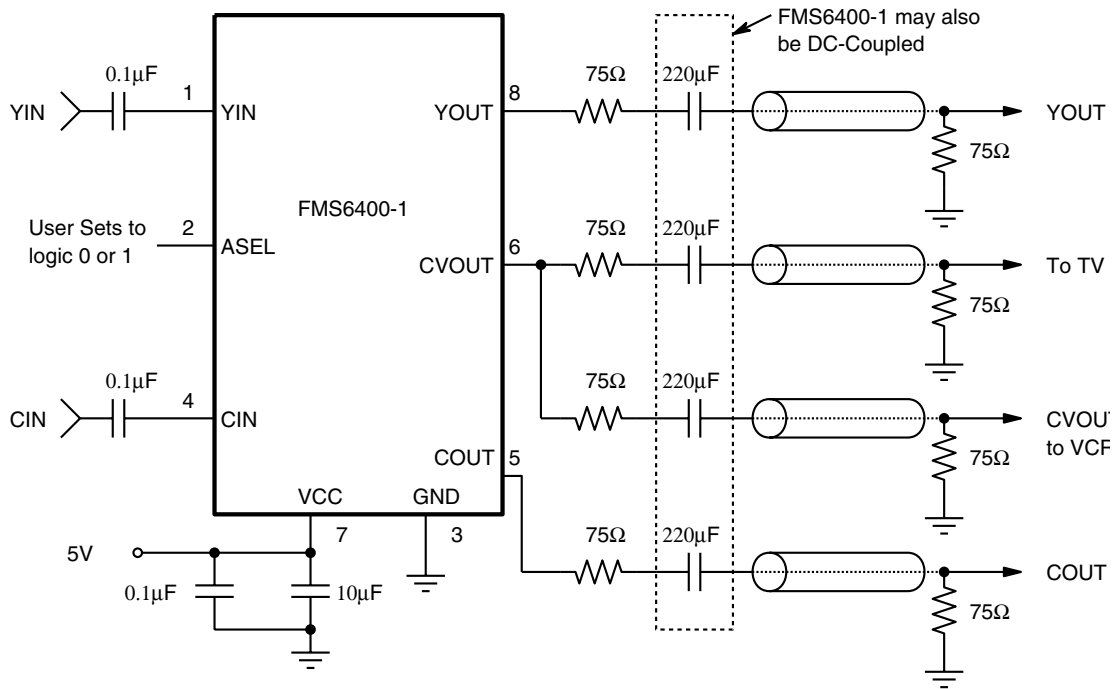 FMS6400-1 may also
be DC-Coupled
0.1µF
75Ω
220µF
YIN
1
YIN
YOUT
8
YOUT
75Ω
FMS6400-1
User Sets to
logic 0 or 1
2
ASEL
CVOUT
6
75Ω
220µF
To TV
75Ω
0.1µF
75Ω
220µF
CIN
4
CIN
CVOUT
to VCR
75Ω
COUT
5
VCC
GND
7
3
75Ω
220µF
5V
COUT
0.1µF
10µF
75Ω